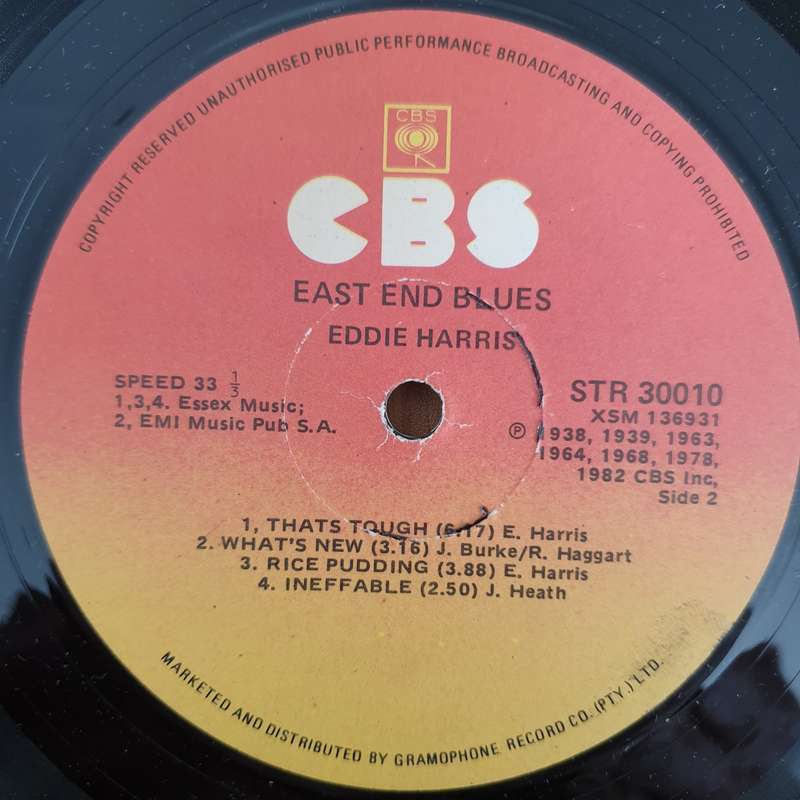 COPYRIGHT RESERVED UNAUTHORISED PUBLIC PERFORMANCE BROADCASTING AND COPYING PROHIBITED
CBS
CBS
EAST END BLUES
EDDIE HARRIS
SPEED 33 1/3
1,3,4. Essex Music;
2, EMI Music Pub S.A.
STR 30010
XSM 136931
℗ 1938, 1939, 1963,
1964, 1968, 1978,
1982 CBS Inc,
Side 2
1, THATS TOUGH (6.17) E. Harris
2. WHAT'S NEW (3.16) J. Burke/R. Haggart
3. RICE PUDDING (3.88) E. Harris
4. INEFFABLE (2.50) J. Heath
MARKETED AND DISTRIBUTED BY GRAMOPHONE RECORD CO. (PTY.) LTD.